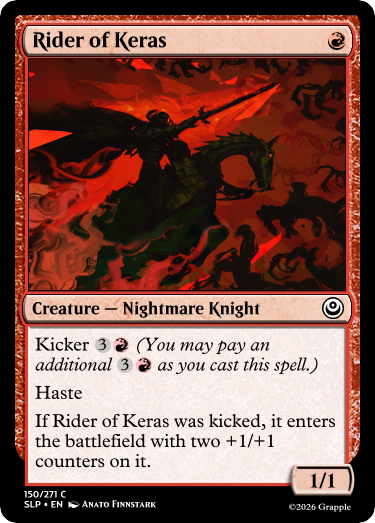 Rider of Keras
Creature — Nightmare Knight
Kicker 3 (You may pay an
additional 3 as you cast this spell.)
Haste
If Rider of Keras was kicked, it enters
the battlefield with two +1/+1
counters on it.
1/1
150/271 C
SLP • EN Anato Finnstark
©2026 Grapple